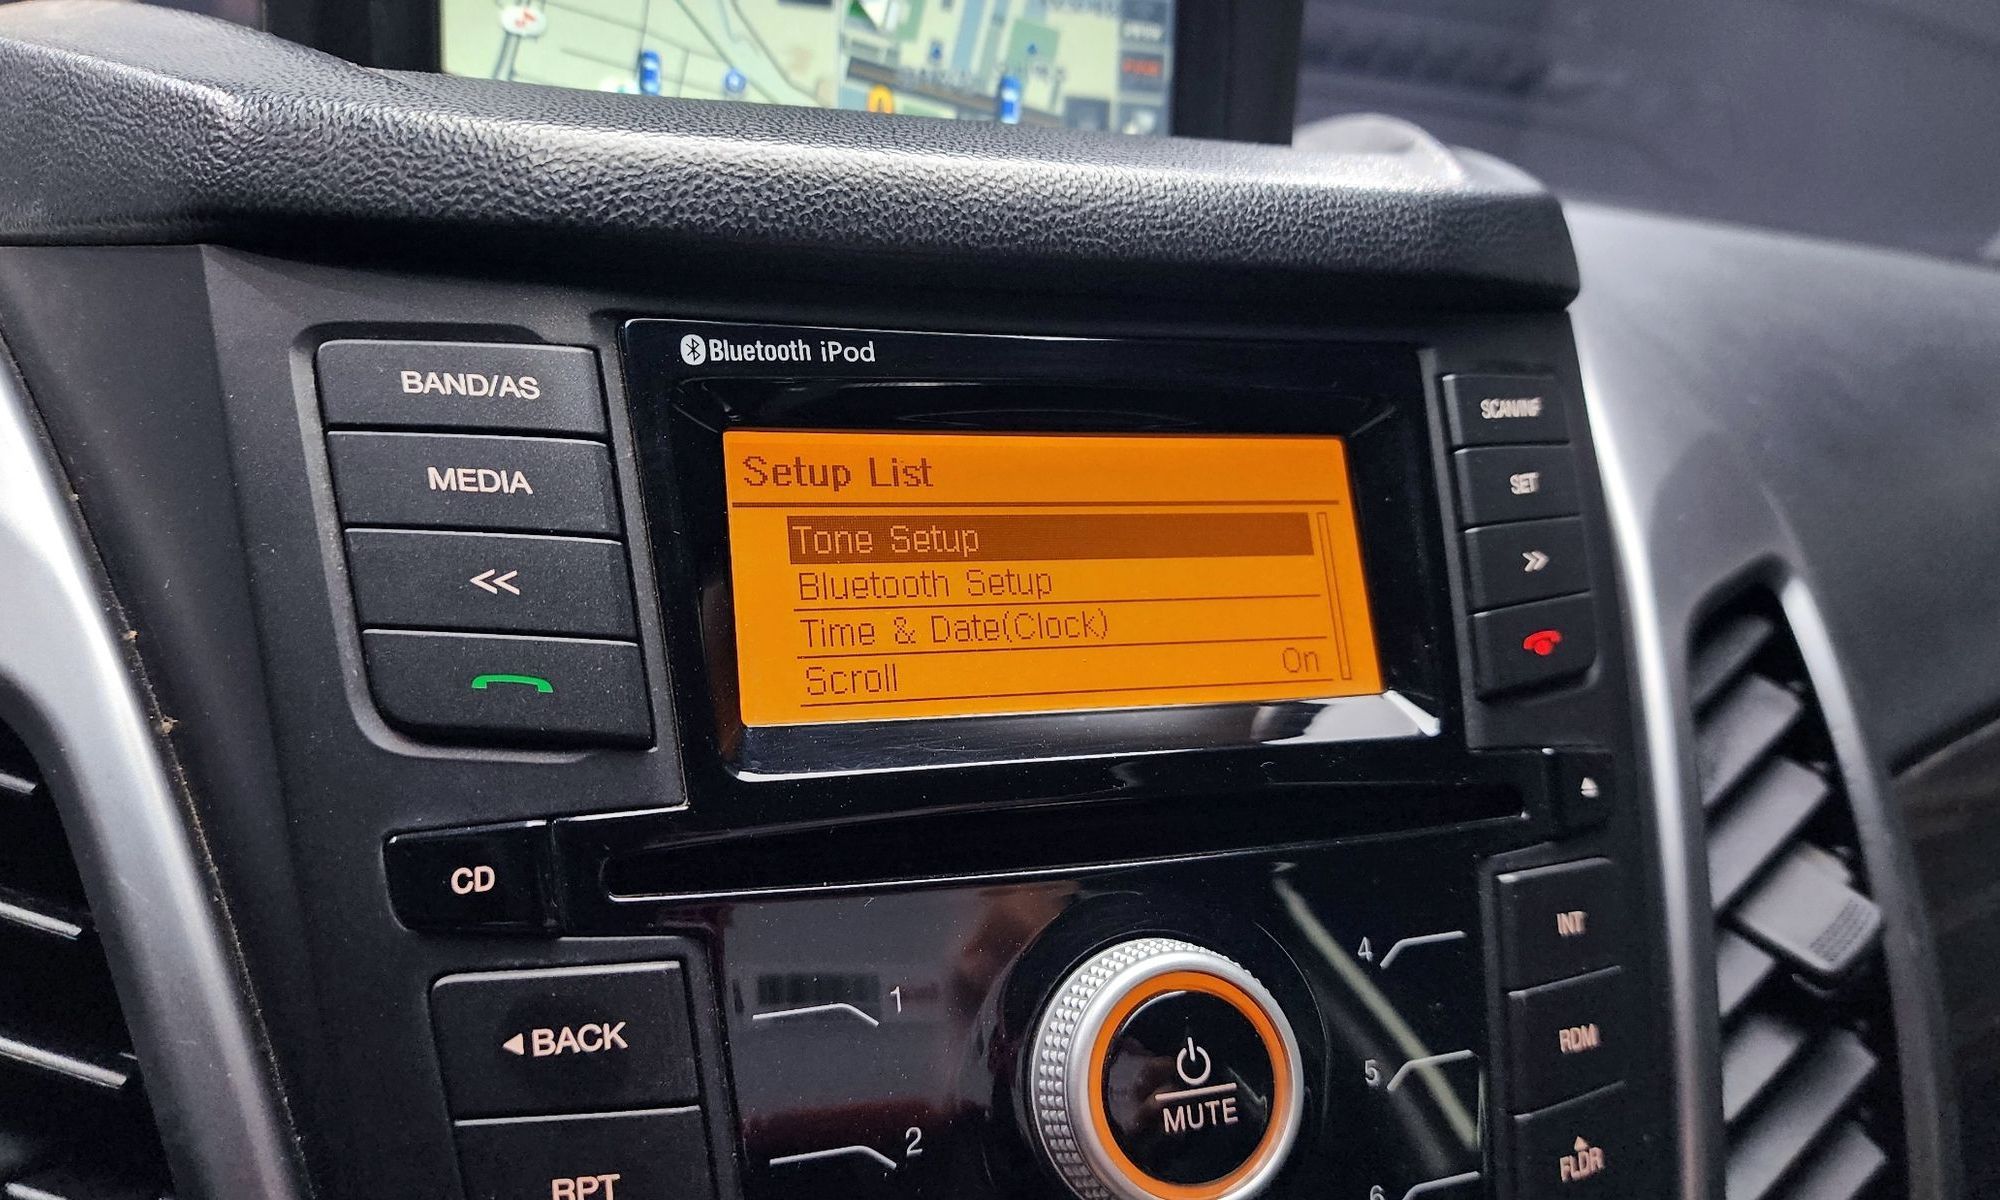 Bluetooth iPod
BAND/AS
MEDIA
CD
BACK
RPT
Setup List
Tone Setup
Bluetooth Setup
Time & Date(Clock)
Scroll On
SCAN/INF
SET
1
2
4
5
6
MUTE
INT
RDM
FLDR